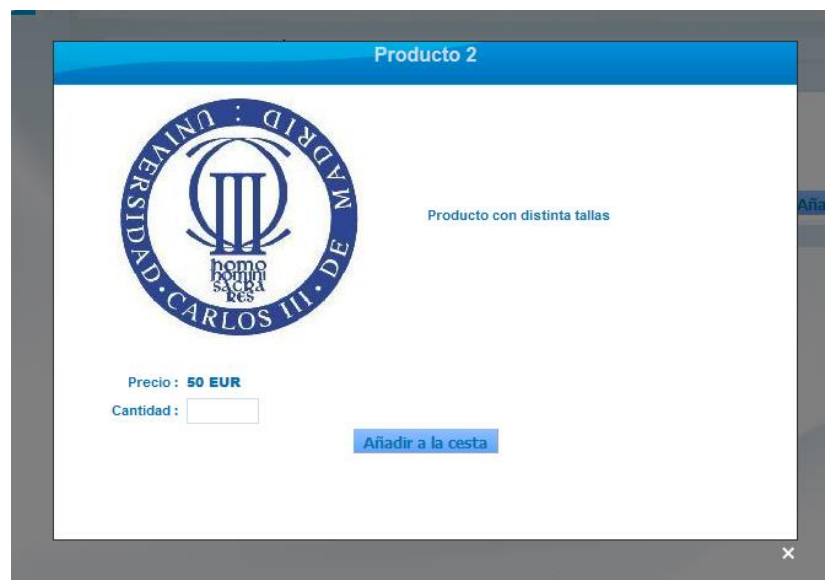 Producto 2
UNIVERSIDAD · CARLOS III · DE MADRID :
homo
homini
SACRA
RES
Producto con distinta tallas
Aña
Precio : 50 EUR
Cantidad :
Añadir a la cesta
×